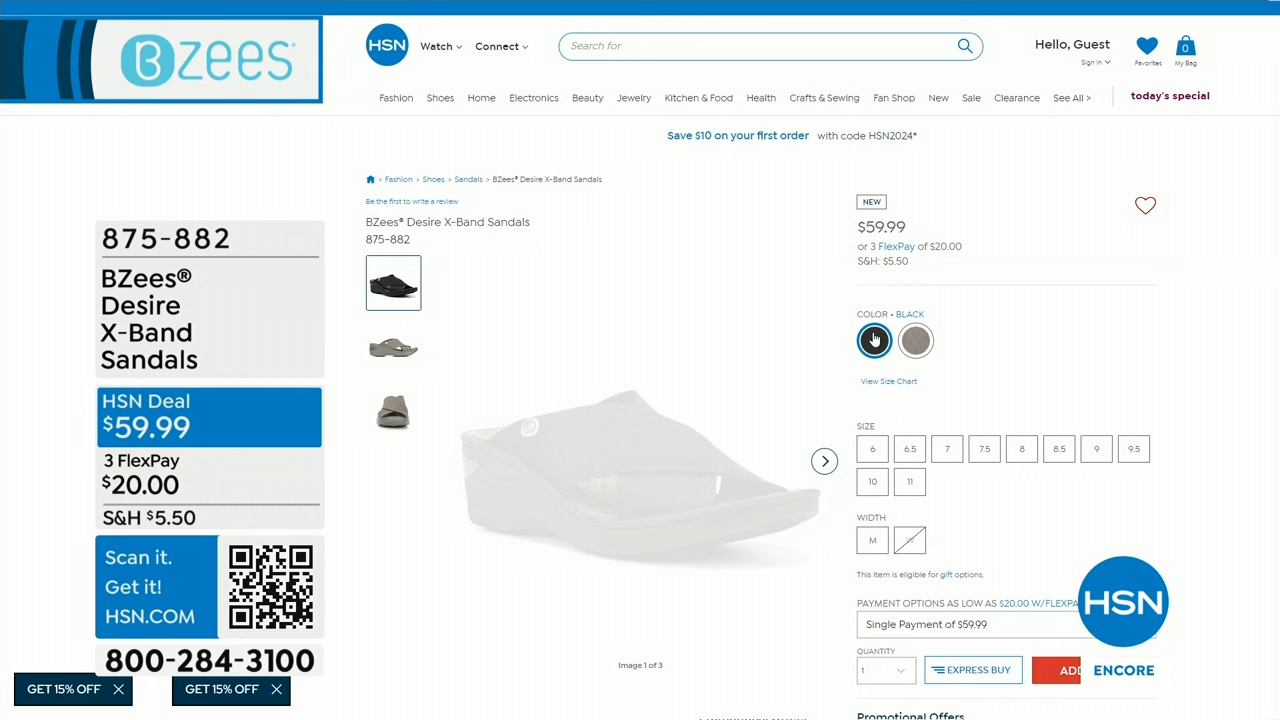 Bzees
HSN
Watch
Connect
Search for
Hello, Guest
Sign In
Favorites
0
My Bag
Fashion
Shoes
Home
Electronics
Beauty
Jewelry
Kitchen & Food
Health
Crafts & Sewing
Fan Shop
New
Sale
Clearance
See All >
today's special
Save $10 on your first order with code HSN2024*
> Fashion > Shoes > Sandals > BZees® Desire X-Band Sandals
Be the first to write a review
BZees® Desire X-Band Sandals
875-882
NEW
$59.99
or 3 FlexPay of $20.00
S&H: $5.50
COLOR • BLACK
View Size Chart
SIZE
6
6.5
7
7.5
8
8.5
9
9.5
10
11
WIDTH
M
W
This item is eligible for gift options.
PAYMENT OPTIONS AS LOW AS $20.00 W/FLEXPA
Single Payment of $59.99
QUANTITY
1
EXPRESS BUY
ADD
Promotional Offers
Image 1 of 3
875-882
BZees®
Desire
X-Band
Sandals
HSN Deal
$59.99
3 FlexPay
$20.00
S&H $5.50
Scan it.
Get it!
HSN.COM
800-284-3100
GET 15% OFF
GET 15% OFF
HSN
ENCORE